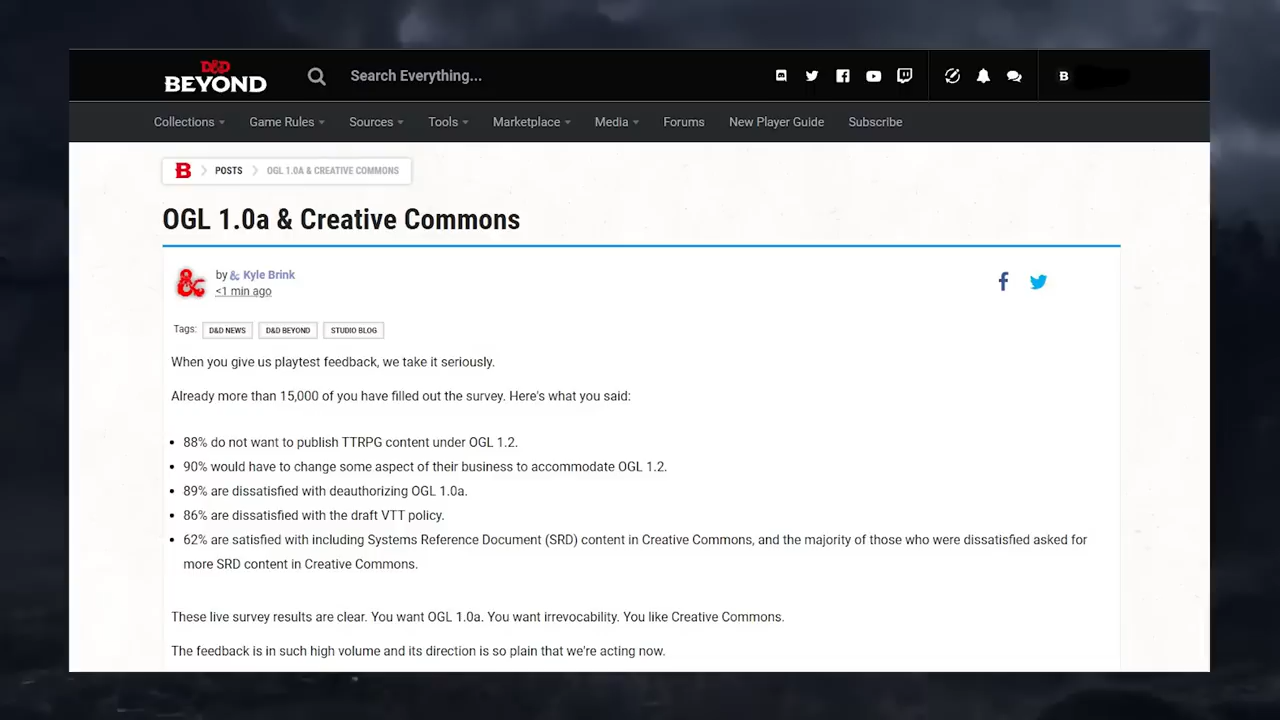 D&D
BEYOND
Search Everything...
B
Collections
Game Rules
Sources
Tools
Marketplace
Media
Forums
New Player Guide
Subscribe
B
POSTS
OGL 1.0A & CREATIVE COMMONS
OGL 1.0a & Creative Commons
by & Kyle Brink
<1 min ago
Tags:
D&D NEWS
D&D BEYOND
STUDIO BLOG
When you give us playtest feedback, we take it seriously.
Already more than 15,000 of you have filled out the survey. Here's what you said:
• 88% do not want to publish TTRPG content under OGL 1.2.
• 90% would have to change some aspect of their business to accommodate OGL 1.2.
• 89% are dissatisfied with deauthorizing OGL 1.0a.
• 86% are dissatisfied with the draft VTT policy.
• 62% are satisfied with including Systems Reference Document (SRD) content in Creative Commons, and the majority of those who were dissatisfied asked for
more SRD content in Creative Commons.
These live survey results are clear. You want OGL 1.0a. You want irrevocability. You like Creative Commons.
The feedback is in such high volume and its direction is so plain that we're acting now.